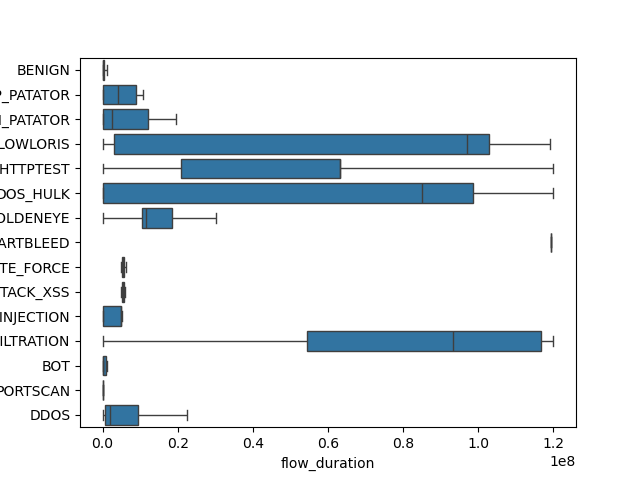 BENIGN
P_PATATOR
H_PATATOR
LOWLORIS
HTTPTEST
DOS_HULK
OLDENEYE
ARTBLEED
TE_FORCE
TACK_XSS
INJECTION
ILTRATION
BOT
PORTSCAN
DDOS
0.0 0.2 0.4 0.6 0.8 1.0 1.2
1e8
flow_duration